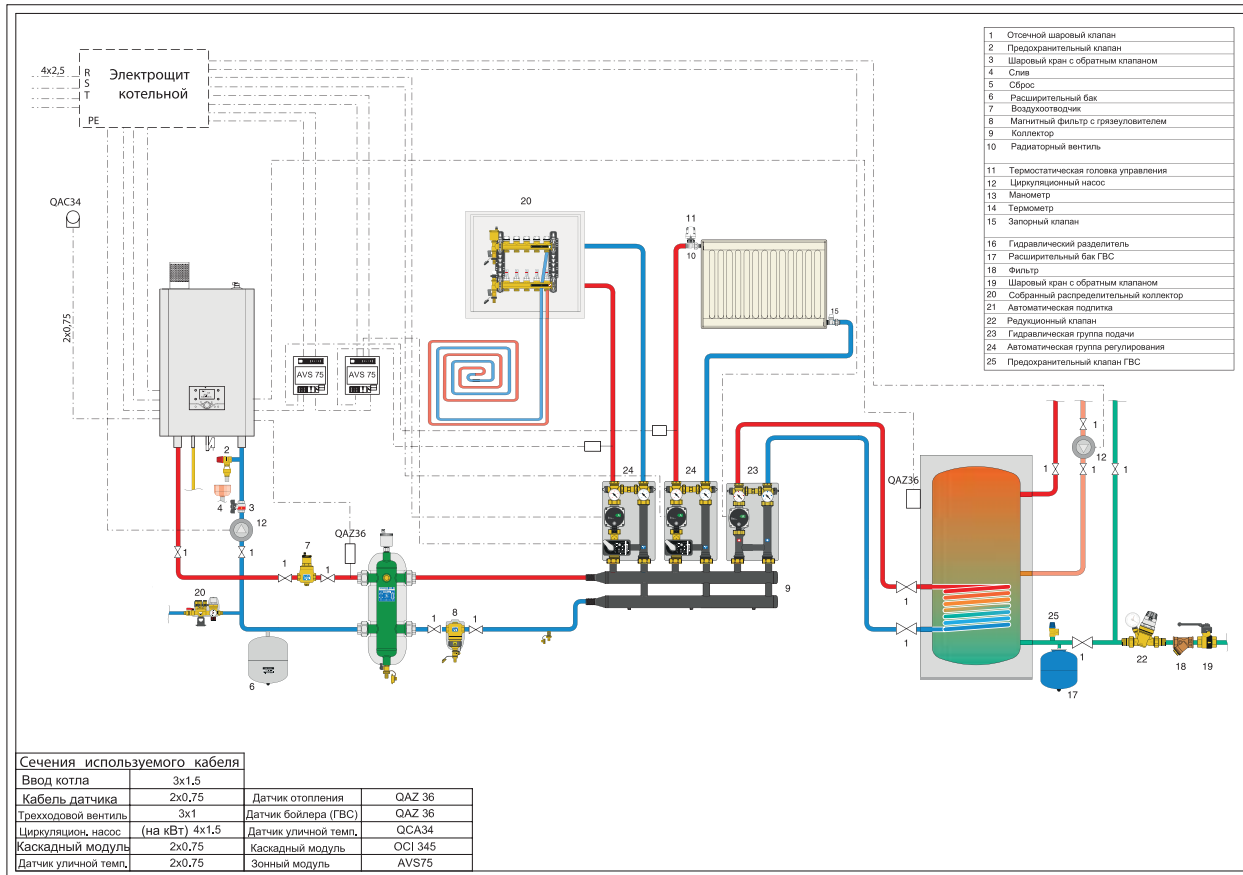 4x2,5
R
S
T
PE
Электрощит
котельной
QAC34
2x0,75
AVS 75
AVS 75
20
11
10
15
2
4
3
12
1
1
7
1
1
QAZ36
20
6
8
1
1
24
24
23
9
QAZ36
1
1
12
1
1
1
1
1
25
17
1
22
18
19
1 Отсечной шаровый клапан
2 Предохранительный клапан
3 Шаровый кран с обратным клапаном
4 Слив
5 Сброс
6 Расширительный бак
7 Воздухоотводчик
8 Магнитный фильтр с грязеуловителем
9 Коллектор
10 Радиаторный вентиль
11 Термостатическая головка управления
12 Циркуляционный насос
13 Манометр
14 Термометр
15 Запорный клапан
16 Гидравлический разделитель
17 Расширительный бак ГВС
18 Фильтр
19 Шаровый кран с обратным клапаном
20 Собранный распределительный коллектор
21 Автоматическая подпитка
22 Редукционный клапан
23 Гидравлическая группа подачи
24 Автоматическая группа регулирования
25 Предохранительный клапан ГВС
Сечения используемого кабеля
Ввод котла 3x1.5
Кабель датчика 2x0.75 Датчик отопления QAZ 36
Трехходовой вентиль 3x1 Датчик бойлера (ГВС) QAZ 36
Циркуляцион. насос (на кВт) 4x1.5 Датчик уличной темп. QCA34
Каскадный модуль 2x0.75 Каскадный модуль OCI 345
Датчик уличной темп. 2x0.75 Зонный модуль AVS75